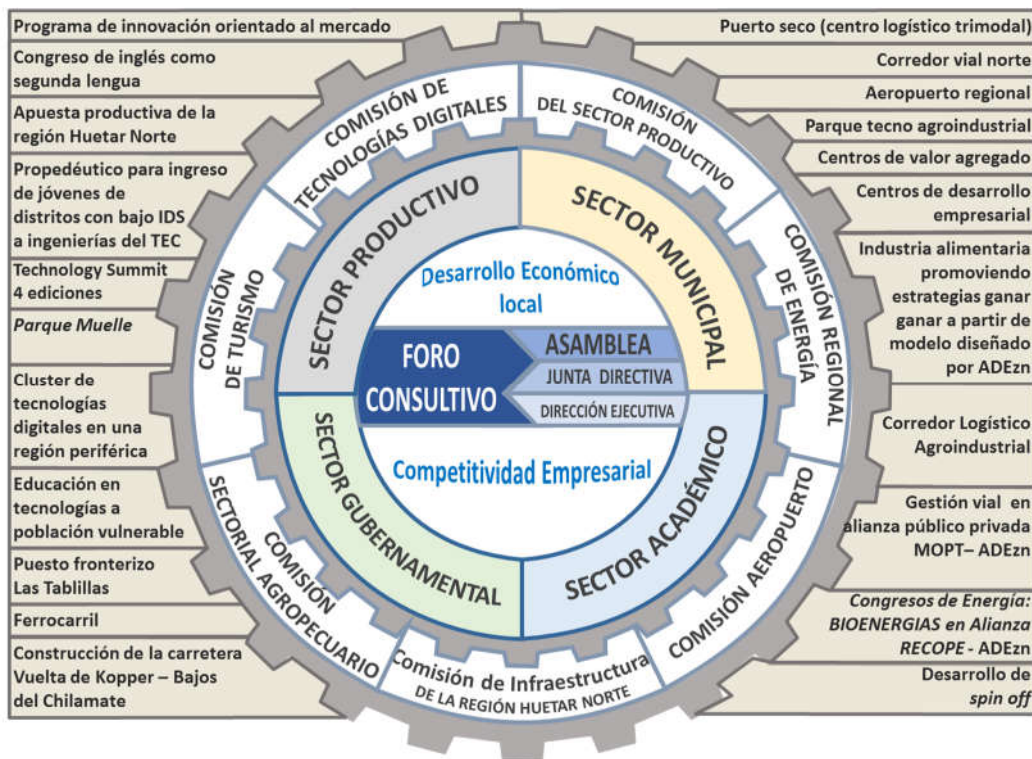 Programa de innovación orientado al mercado
Congreso de inglés como
segunda lengua
Apuesta productiva de la
región Huetar Norte
Propedéutico para ingreso
de jóvenes de
distritos con bajo IDS
a ingenierías del TEC
Technology Summit
4 ediciones
Parque Muelle
Cluster de
tecnologías
digitales en una
región periférica
Educación en
tecnologías a
población vulnerable
Puesto fronterizo
Las Tablillas
Ferrocarril
Construcción de la carretera
Vuelta de Kopper – Bajos
del Chilamate
COMISIÓN DE
TECNOLOGÍAS DIGITALES
COMISIÓN
DEL SECTOR PRODUCTIVO
COMISIÓN REGIONAL
DE ENERGÍA
COMISIÓN AEROPUERTO
Comisión de Infraestructura
DE LA REGIÓN HUETAR NORTE
COMISIÓN
SECTORIAL AGROPECUARIO
COMISIÓN
DE TURISMO
SECTOR PRODUCTIVO
SECTOR MUNICIPAL
SECTOR ACADÉMICO
SECTOR GUBERNAMENTAL
Desarrollo Económico
local
FORO
CONSULTIVO
ASAMBLEA
JUNTA DIRECTIVA
DIRECCIÓN EJECUTIVA
Competitividad Empresarial
Puerto seco (centro logístico trimodal)
Corredor vial norte
Aeropuerto regional
Parque tecno agroindustrial
Centros de valor agregado
Centros de desarrollo
empresarial
Industria alimentaria
promoviendo
estrategias ganar
ganar a partir de
modelo diseñado
por ADEzn
Corredor Logístico
Agroindustrial
Gestión vial en
alianza público privada
MOPT– ADEzn
Congresos de Energía:
BIOENERGIAS en Alianza
RECOPE - ADEzn
Desarrollo de
spin off